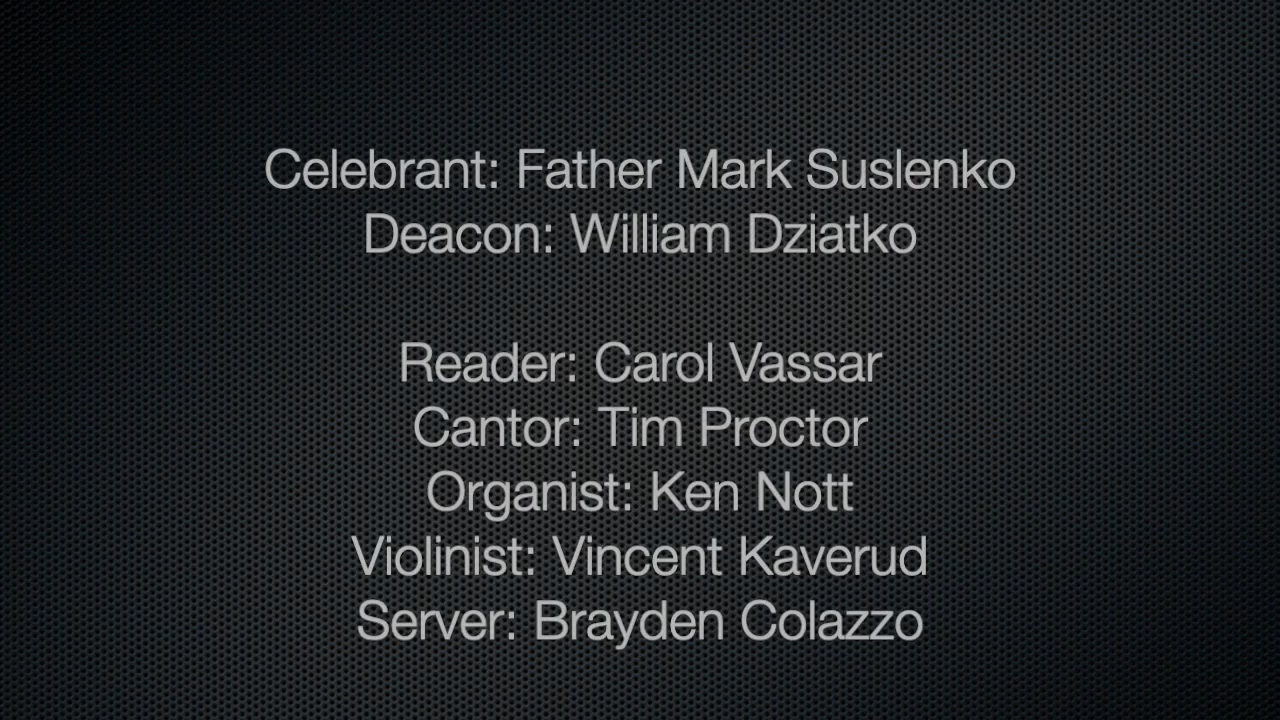 Celebrant: Father Mark Suslenko
Deacon: William Dziatko
Reader: Carol Vassar
Cantor: Tim Proctor
Organist: Ken Nott
Violinist: Vincent Kaverud
Server: Brayden Colazzo